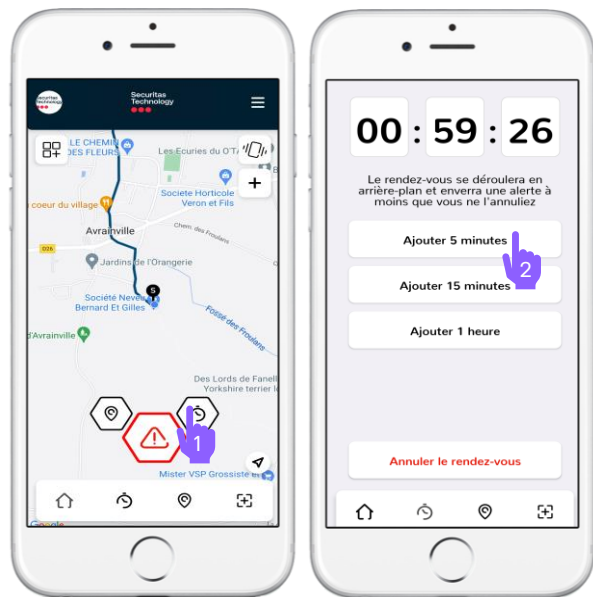 Securitas
Technology
Securitas
Technology
LE CHEMIN
DES FLEURS
Les Ecuries du
Societe Horticole
Veron et Fils
coeur du village
Chem. des Froulans
Avrainville
D26
Jardins de l'Orangerie
S
Société Neveu
Bernard Et Gilles
Fossé des Froulans
d'Avrainville
Des Lords de
Yorkshire terrier
1
Mister VSP Grossiste
Google
00 : 59 : 26
Le rendez-vous se déroulera en
arrière-plan et enverra une alerte à
moins que vous ne l'annuliez
Ajouter 5 minutes
2
Ajouter 15 minutes
Ajouter 1 heure
Annuler le rendez-vous